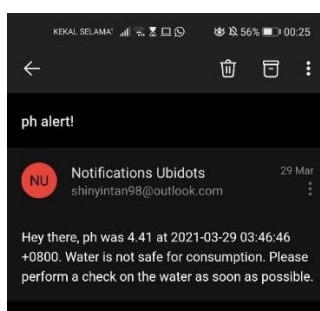 KEKAL SELAMAT 56% 00:25
ph alert!
NU
Notifications Ubidots 29 Mar
shinyintan98@outlook.com
Hey there, ph was 4.41 at 2021-03-29 03:46:46
+0800. Water is not safe for consumption. Please
perform a check on the water as soon as possible.